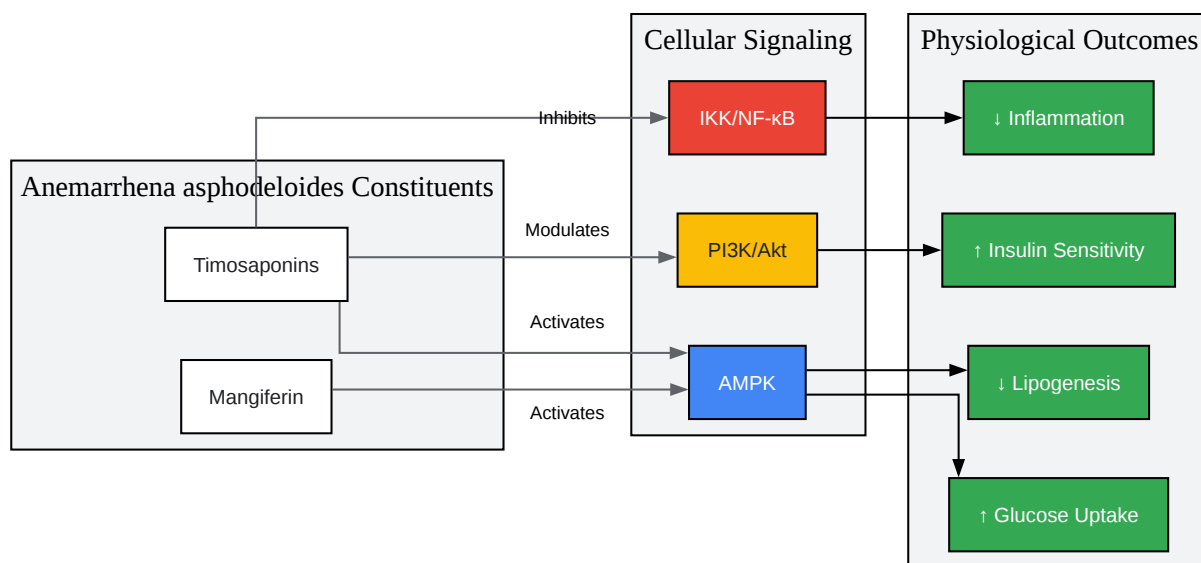 Cellular Signaling
Physiological Outcomes
Inhibits
IKK/NF-κB
↓ Inflammation
Anemarrhena asphodeloides Constituents
Timosaponins
Modulates
PI3K/Akt
↑ Insulin Sensitivity
Activates
Mangiferin
Activates
AMPK
↓ Lipogenesis
↑ Glucose Uptake